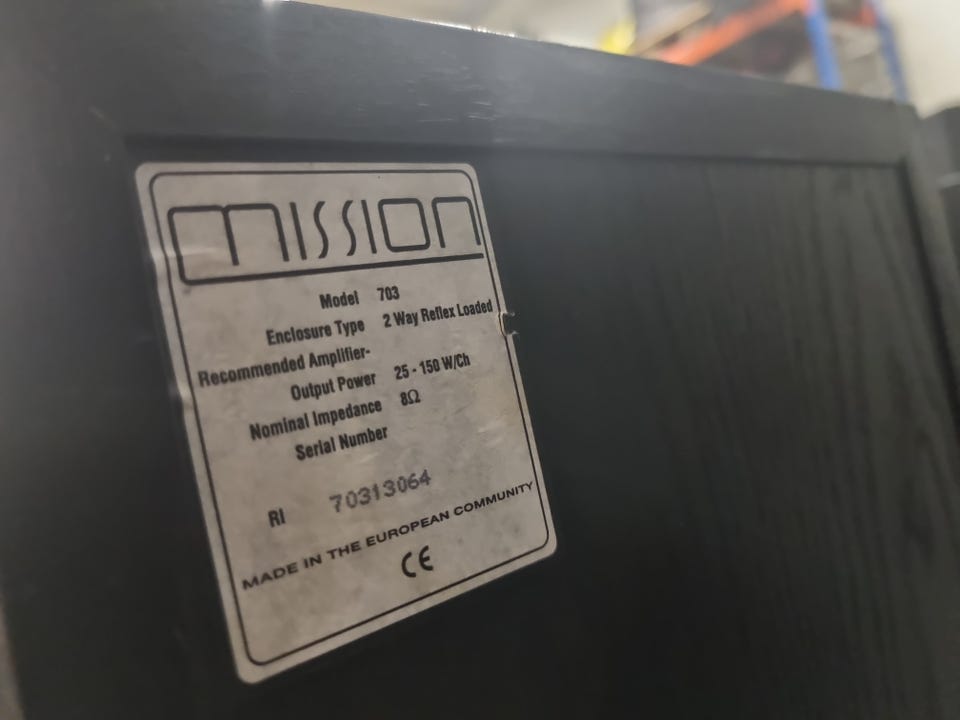 mission
Model 703
Enclosure Type 2 Way Reflex Loaded
Recommended Amplifier-
Output Power 25 - 150 W/Ch
Nominal Impedance 8Ω
Serial Number
RI 70313064
MADE IN THE EUROPEAN COMMUNITY
CE